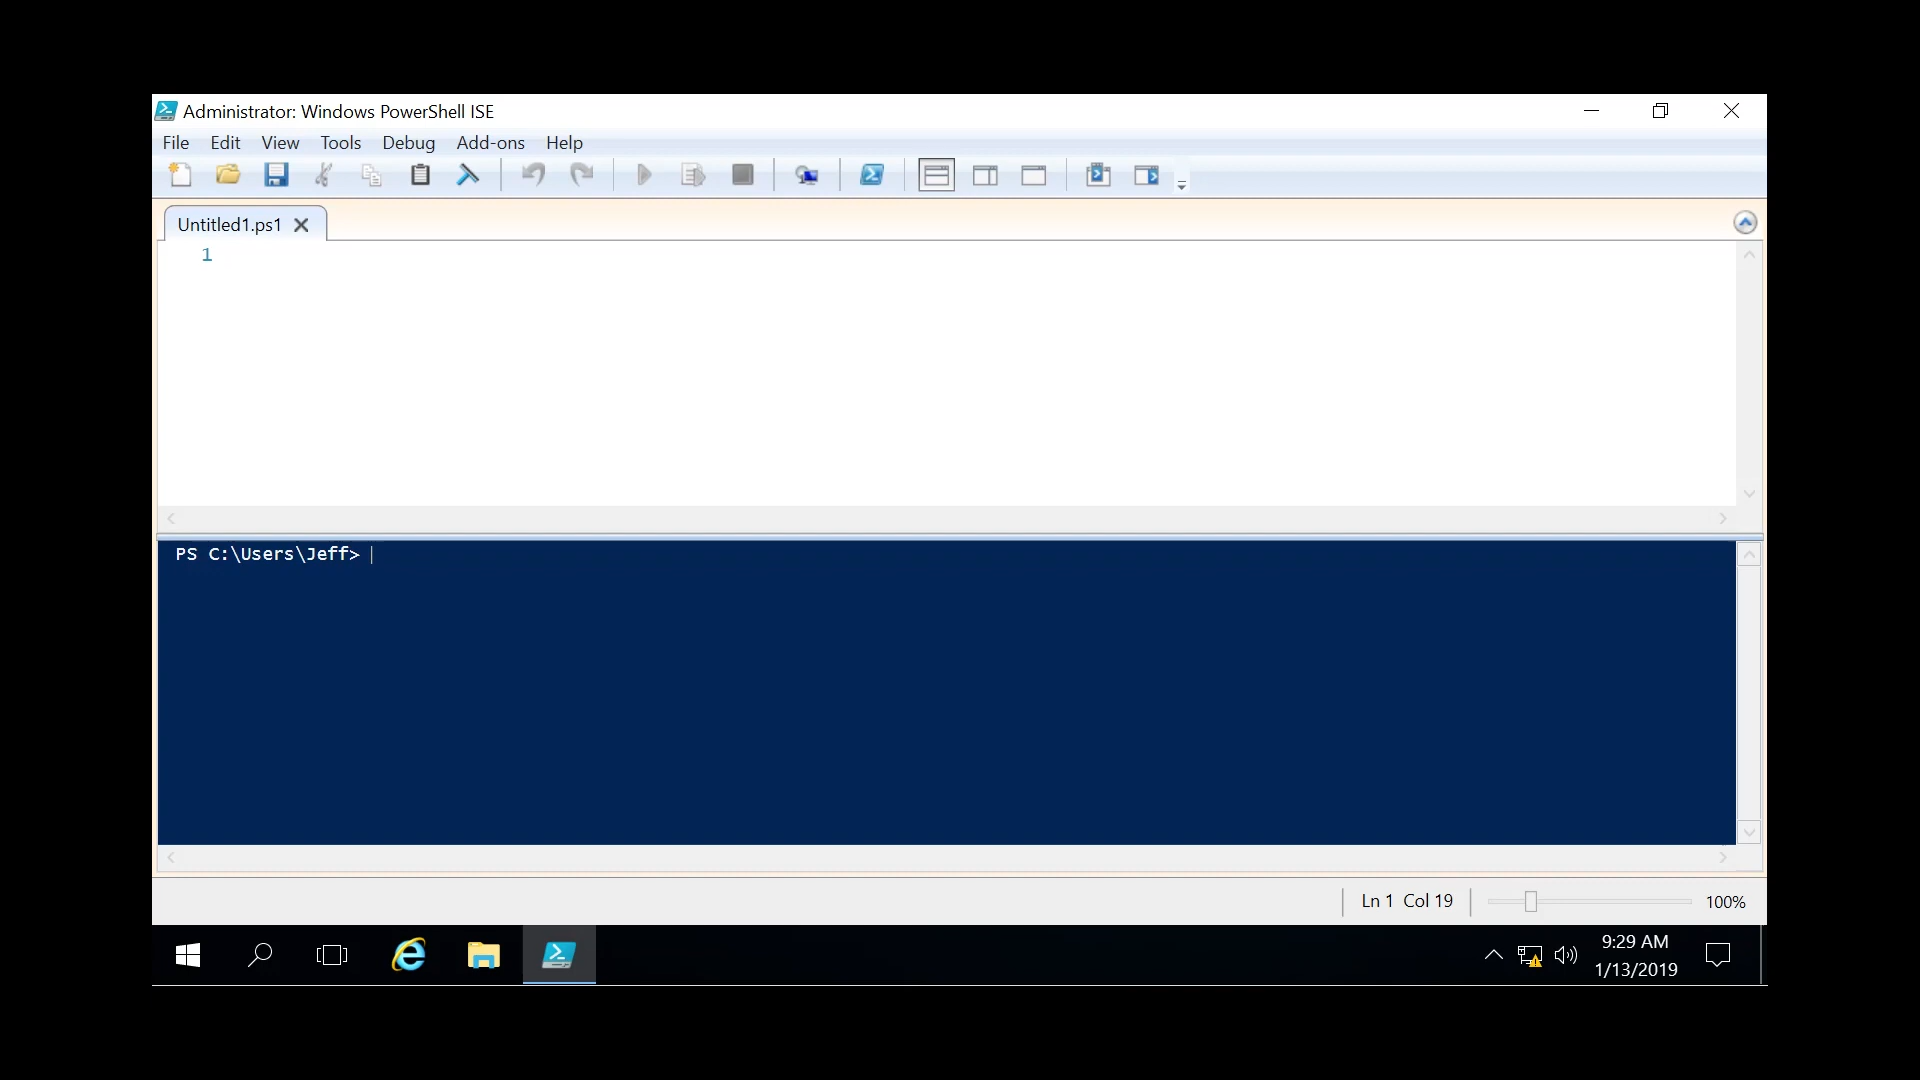 Administrator: Windows PowerShell ISE
File Edit View Tools Debug Add-ons Help
Untitled1.ps1
1
PS C:\Users\Jeff>
Ln 1 Col 19
100%
9:29 AM
1/13/2019